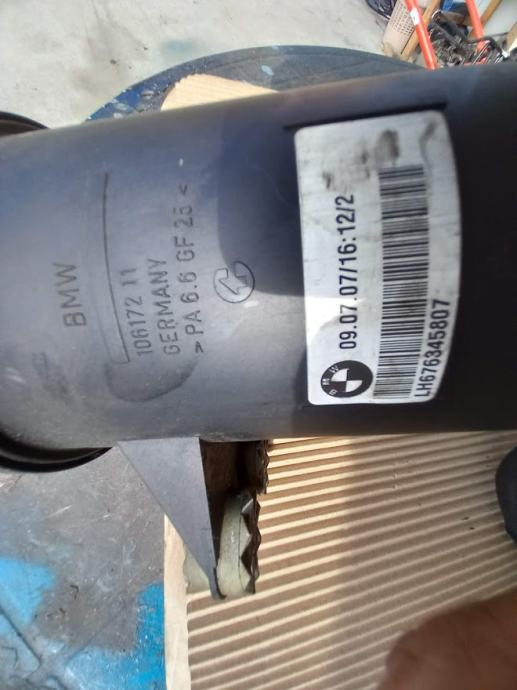 BMW
106172 11
GERMANY
> PA 6.6 GF 25 <
BMW
09.07.07/16:12/2
LH676345807